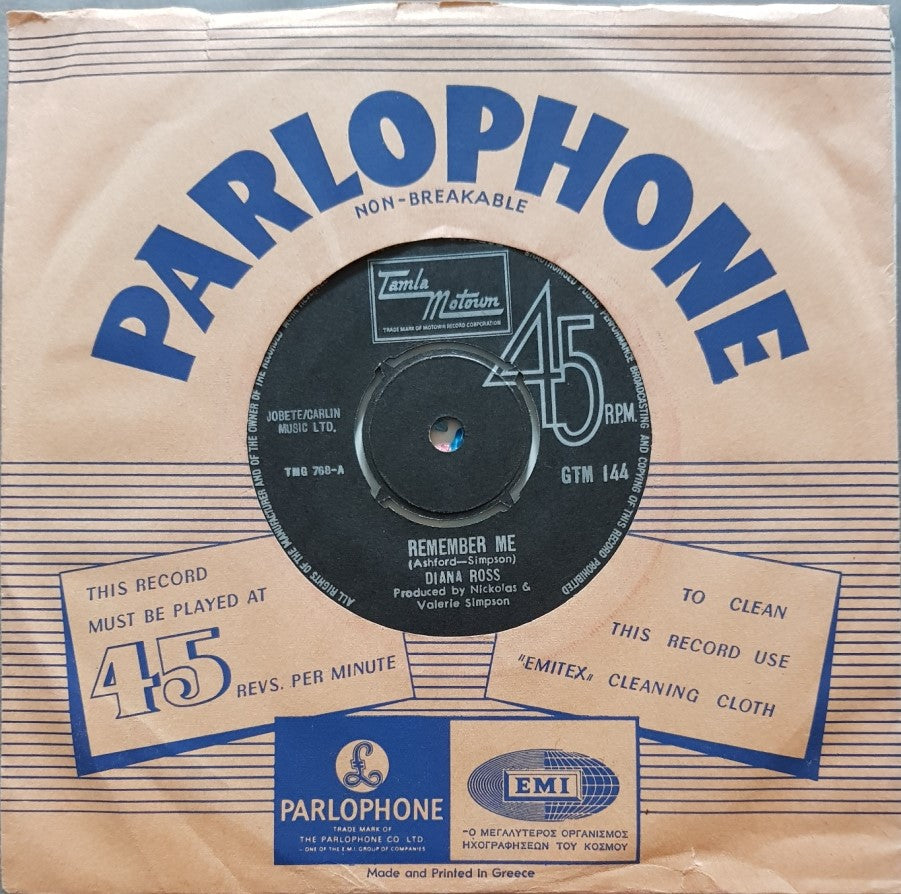 PARLOPHONE
NON-BREAKABLE
Tamla
Motown
TRADE MARK OF MOTOWN RECORD CORPORATION
45
R.P.M.
JOBETE/CARLIN
MUSIC LTD.
TMG 768-A
GTM 144
REMEMBER ME
(Ashford—Simpson)
DIANA ROSS
Produced by Nickolas &
Valerie Simpson
ALL RIGHTS OF THE MANUFACTURER AND OF THE OWNER OF THE RECORDED WORK
PUBLIC PERFORMANCE BROADCASTING AND COPYING OF THIS RECORD PROHIBITED
THIS RECORD
MUST BE PLAYED AT
45
REVS. PER MINUTE
TO CLEAN
THIS RECORD USE
"EMITEX„ CLEANING CLOTH
£
PARLOPHONE
TRADE MARK OF
THE PARLOPHONE CO LTD
- ONE OF THE E.M.I. GROUP OF COMPANIES
EMI
-Ο ΜΕΓΑΛΥΤΕΡΟΣ ΟΡΓΑΝΙΣΜΟΣ
ΗΧΟΓΡΑΦΗΣΕΩΝ ΤΟΥ ΚΟΣΜΟΥ
Made and Printed In Greece